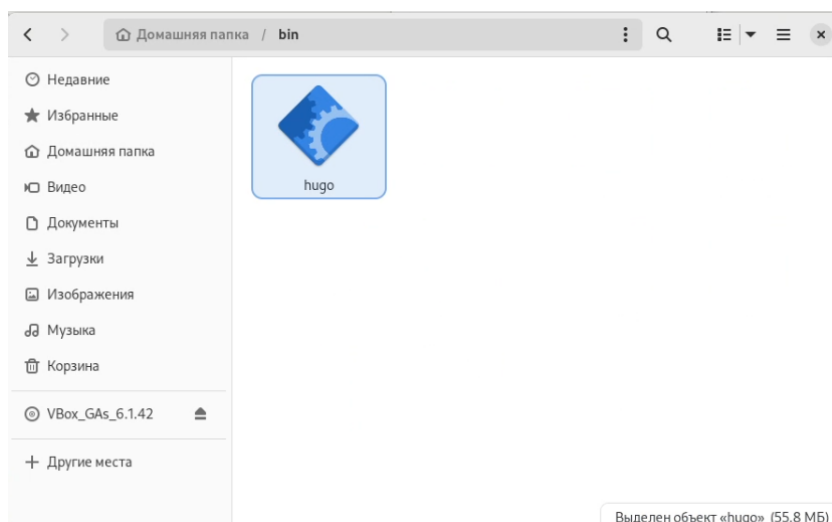 Домашняя папка / bin
Недавние
Избранные
Домашняя папка
Видео
Документы
Загрузки
Изображения
Музыка
Корзина
VBox_GAs_6.1.42
Другие места
hugo
Выделен объект «hugo» (55,8 МБ)